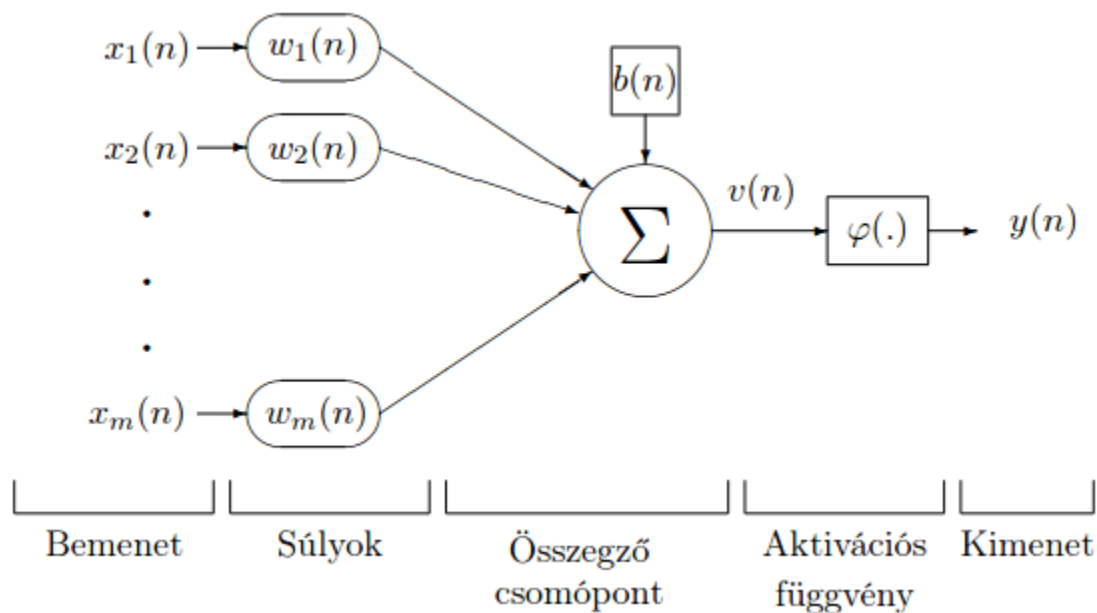 x₁(n) w₁(n)
b(n)
x₂(n) w₂(n)
v(n)
∑ φ(.) y(n)
.
.
.
xₘ(n) wₘ(n)
Bemenet Súlyok Összegző Aktivációs Kimenet
csomópont függvény